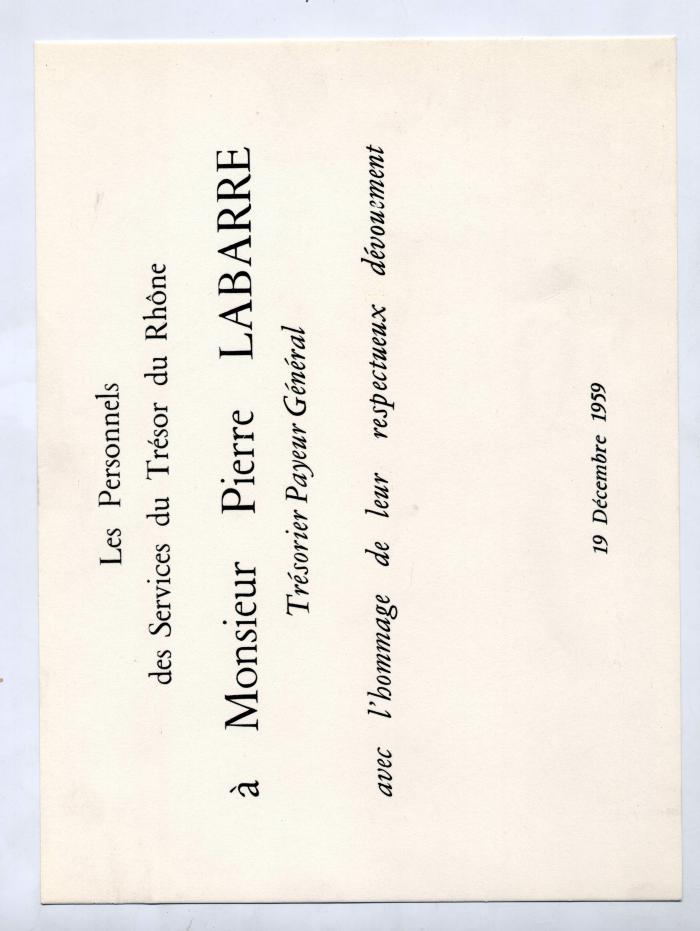 Les Personnels
des Services du Trésor du Rhône
à Monsieur Pierre LABARRE
Trésorier Payeur Général
avec l'hommage de leur respectueux dévouement
19 Décembre 1959